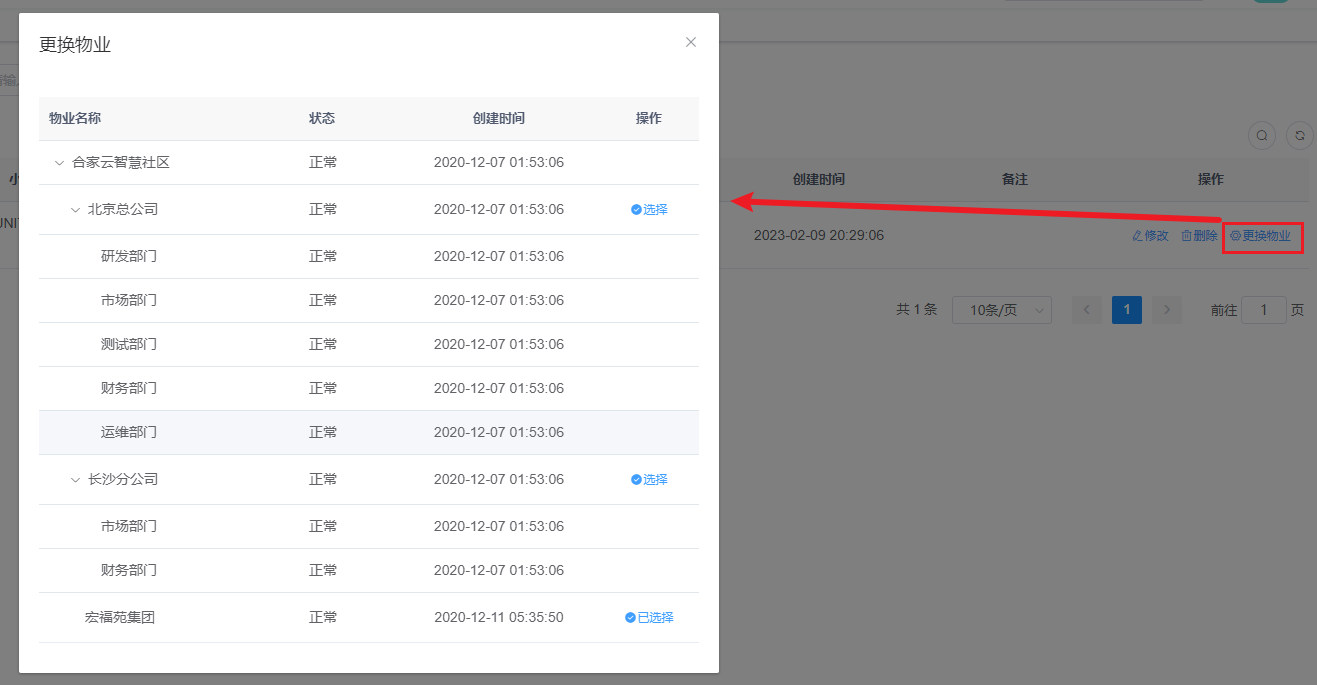 更换物业
物业名称 状态 创建时间 操作
合家云智慧社区 正常 2020-12-07 01:53:06
北京总公司 正常 2020-12-07 01:53:06 选择
研发部门 正常 2020-12-07 01:53:06
市场部门 正常 2020-12-07 01:53:06
测试部门 正常 2020-12-07 01:53:06
财务部门 正常 2020-12-07 01:53:06
运维部门 正常 2020-12-07 01:53:06
长沙分公司 正常 2020-12-07 01:53:06 选择
市场部门 正常 2020-12-07 01:53:06
财务部门 正常 2020-12-07 01:53:06
宏福苑集团 正常 2020-12-11 05:35:50 已选择
创建时间 备注 操作
2023-02-09 20:29:06 修改 删除 更换物业
共 1 条 10条/页 1 前往 1 页